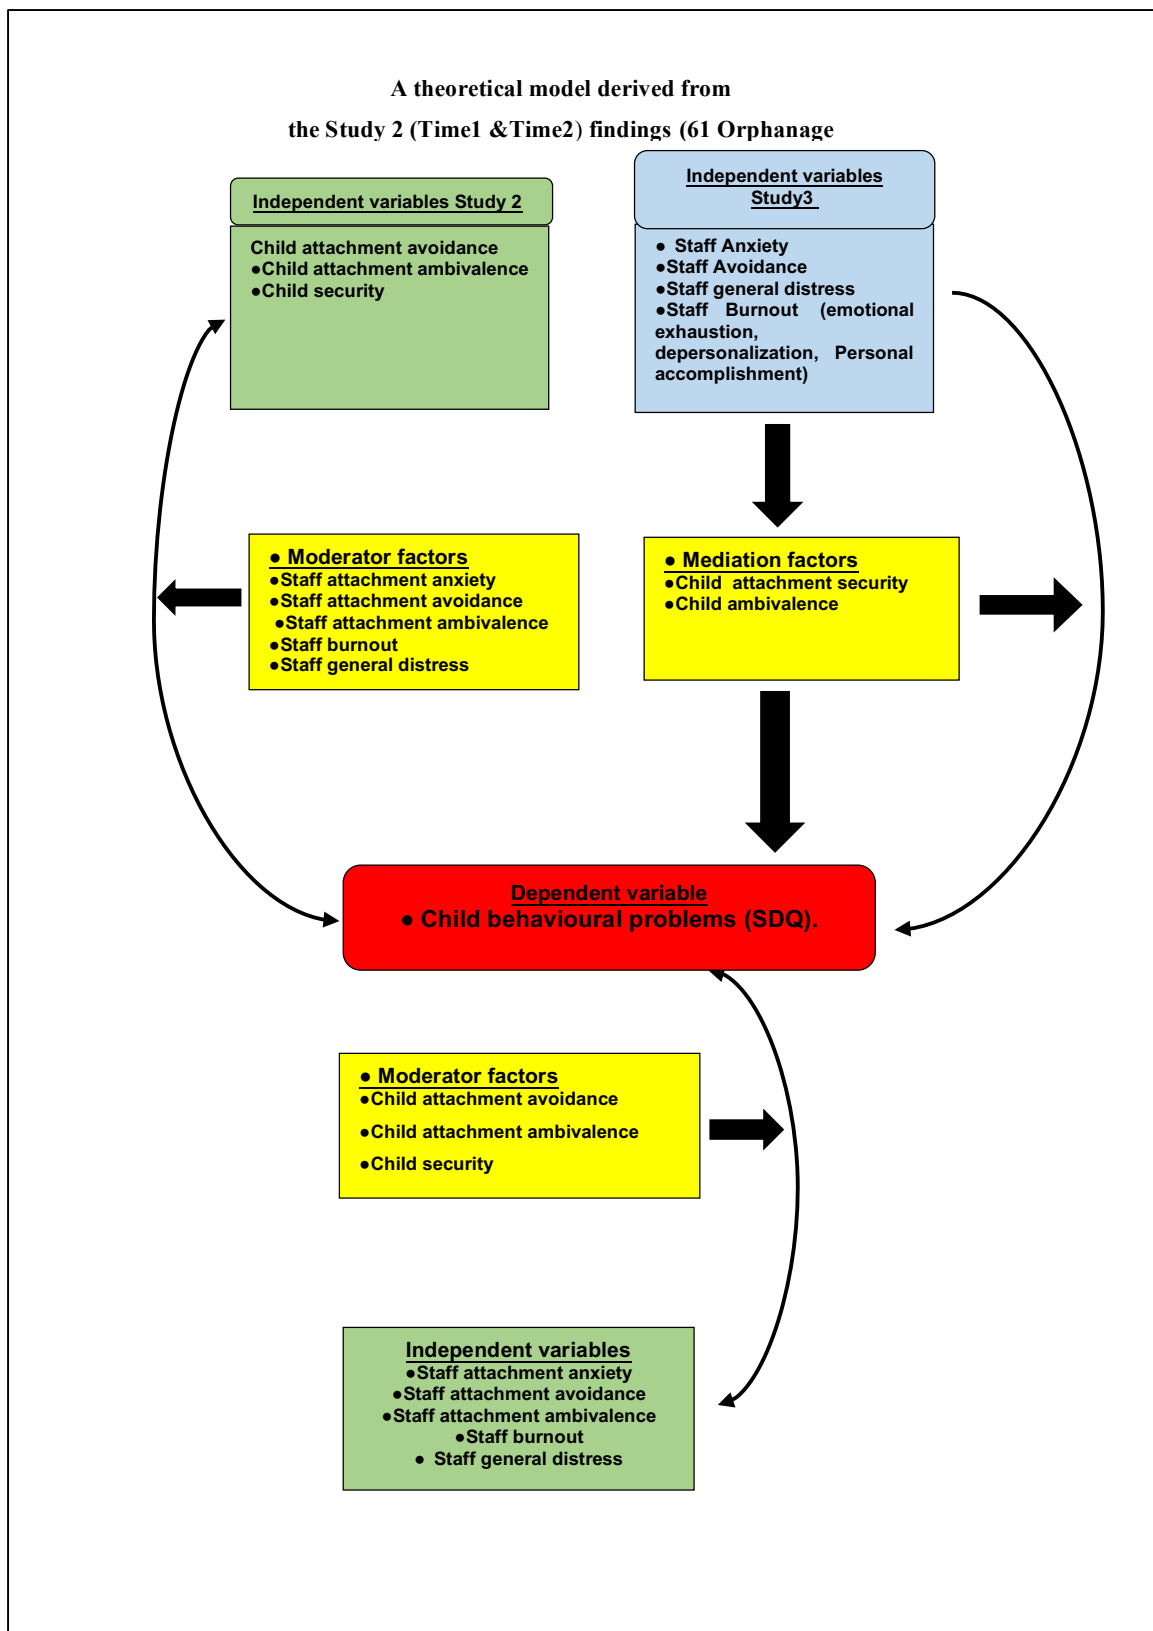 A theoretical model derived from
the Study 2 (Time1 &Time2) findings (61 Orphanage
Independent variables Study 2
Child attachment avoidance
●Child attachment ambivalence
●Child security
Independent variables
Study3
● Staff Anxiety
●Staff Avoidance
●Staff general distress
●Staff Burnout (emotional
exhaustion,
depersonalization, Personal
accomplishment)
● Moderator factors
●Staff attachment anxiety
●Staff attachment avoidance
●Staff attachment ambivalence
●Staff burnout
●Staff general distress
● Mediation factors
●Child attachment security
●Child ambivalence
Dependent variable
● Child behavioural problems (SDQ).
● Moderator factors
●Child attachment avoidance
●Child attachment ambivalence
●Child security
Independent variables
●Staff attachment anxiety
●Staff attachment avoidance
●Staff attachment ambivalence
●Staff burnout
● Staff general distress